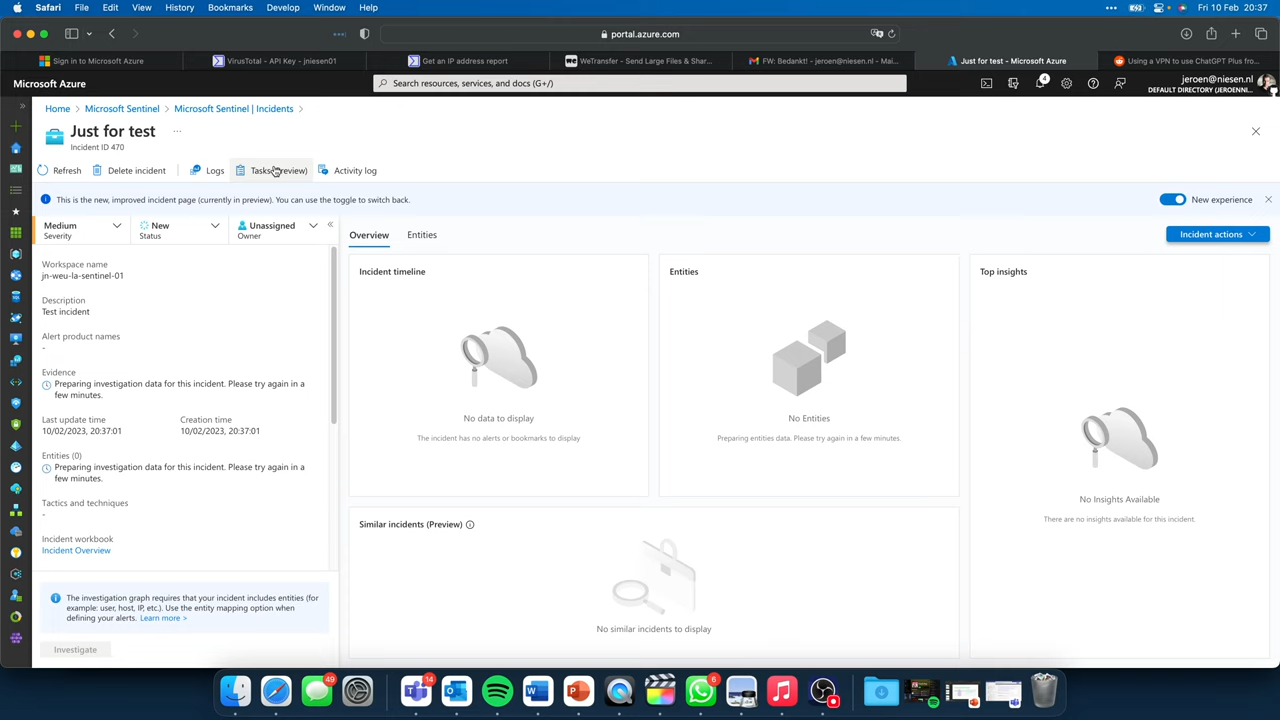 Safari File Edit View History Bookmarks Develop Window Help
Fri 10 Feb 20:37
portal.azure.com
Sign in to Microsoft Azure
VirusTotal - API Key - jniesen01
Get an IP address report
WeTransfer - Send Large Files & Shar...
FW: Bedankt! - jeroen@niesen.nl - Mai...
Just for test - Microsoft Azure
Using a VPN to use ChatGPT Plus fro...
Microsoft Azure
Search resources, services, and docs (G+/)
4
jeroen@niesen.nl
DEFAULT DIRECTORY (JEROENNI...
Home > Microsoft Sentinel > Microsoft Sentinel | Incidents >
Just for test
Incident ID 470
Refresh Delete incident Logs Tasks (Preview) Activity log
This is the new, improved incident page (currently in preview). You can use the toggle to switch back.
New experience
Medium
Severity
New
Status
Unassigned
Owner
Workspace name
jn-weu-la-sentinel-01
Description
Test incident
Alert product names
-
Evidence
Preparing investigation data for this incident. Please try again in a
few minutes.
Last update time Creation time
10/02/2023, 20:37:01 10/02/2023, 20:37:01
Entities (0)
Preparing investigation data for this incident. Please try again in a
few minutes.
Tactics and techniques
-
Incident workbook
Incident Overview
The investigation graph requires that your incident includes entities (for
example: user, host, IP, etc.). Use the entity mapping option when
defining your alerts. Learn more >
Investigate
Overview Entities
Incident actions
Incident timeline
No data to display
The incident has no alerts or bookmarks to display
Entities
No Entities
Preparing entities data. Please try again in a few minutes.
Top insights
No Insights Available
There are no insights available for this incident.
Similar incidents (Preview)
No similar incidents to display
49
14
6